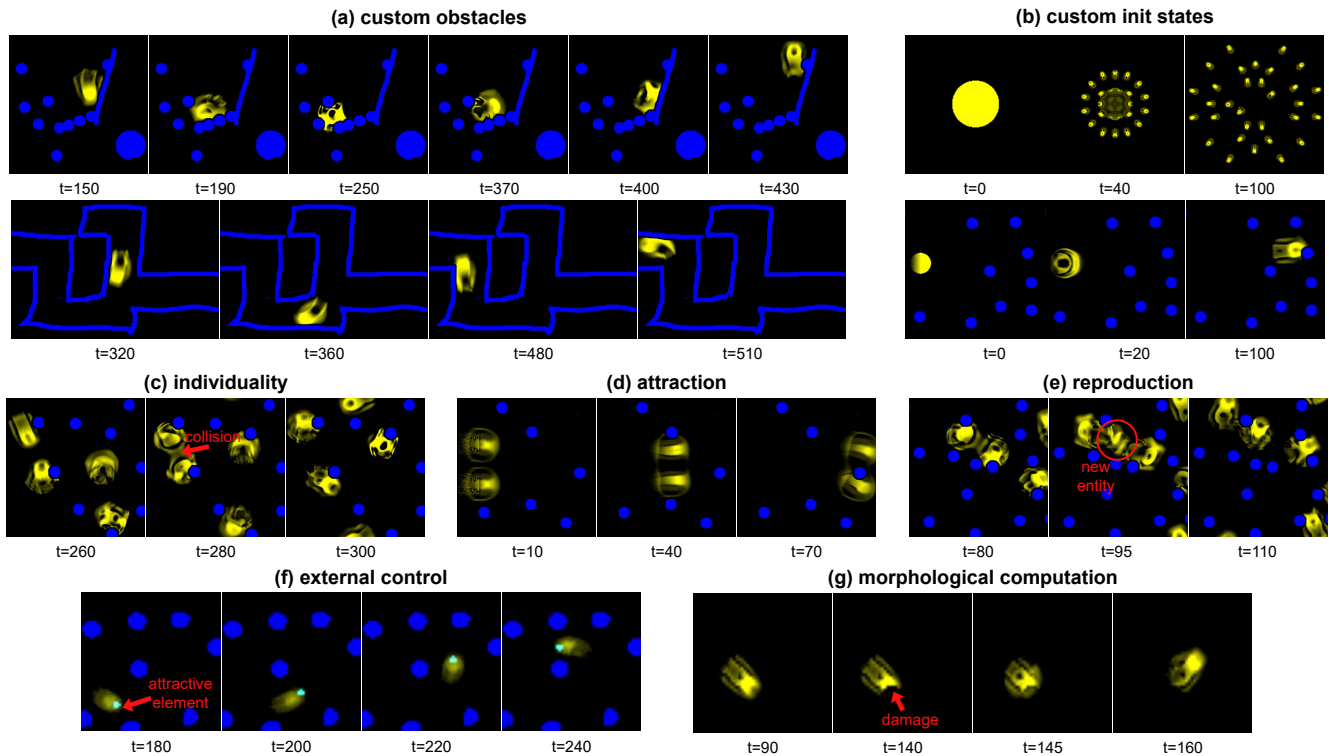 (a) custom obstacles
(b) custom init states
t=150 t=190 t=250 t=370 t=400 t=430
t=0 t=40 t=100
t=320 t=360 t=480 t=510
t=0 t=20 t=100
(c) individuality
(d) attraction
(e) reproduction
collision
new
entity
t=260 t=280 t=300
t=10 t=40 t=70
t=80 t=95 t=110
(f) external control
(g) morphological computation
attractive
element
damage
t=180 t=200 t=220 t=240
t=90 t=140 t=145 t=160